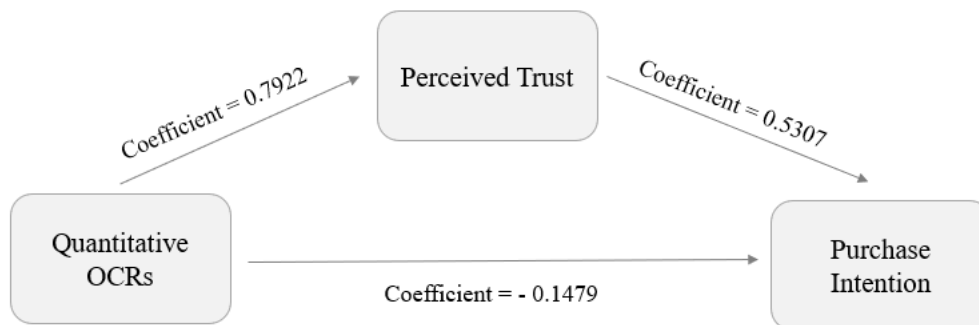 Perceived Trust
Coefficient = 0.7922
Coefficient = 0.5307
Quantitative
OCRs
Purchase
Intention
Coefficient = - 0.1479